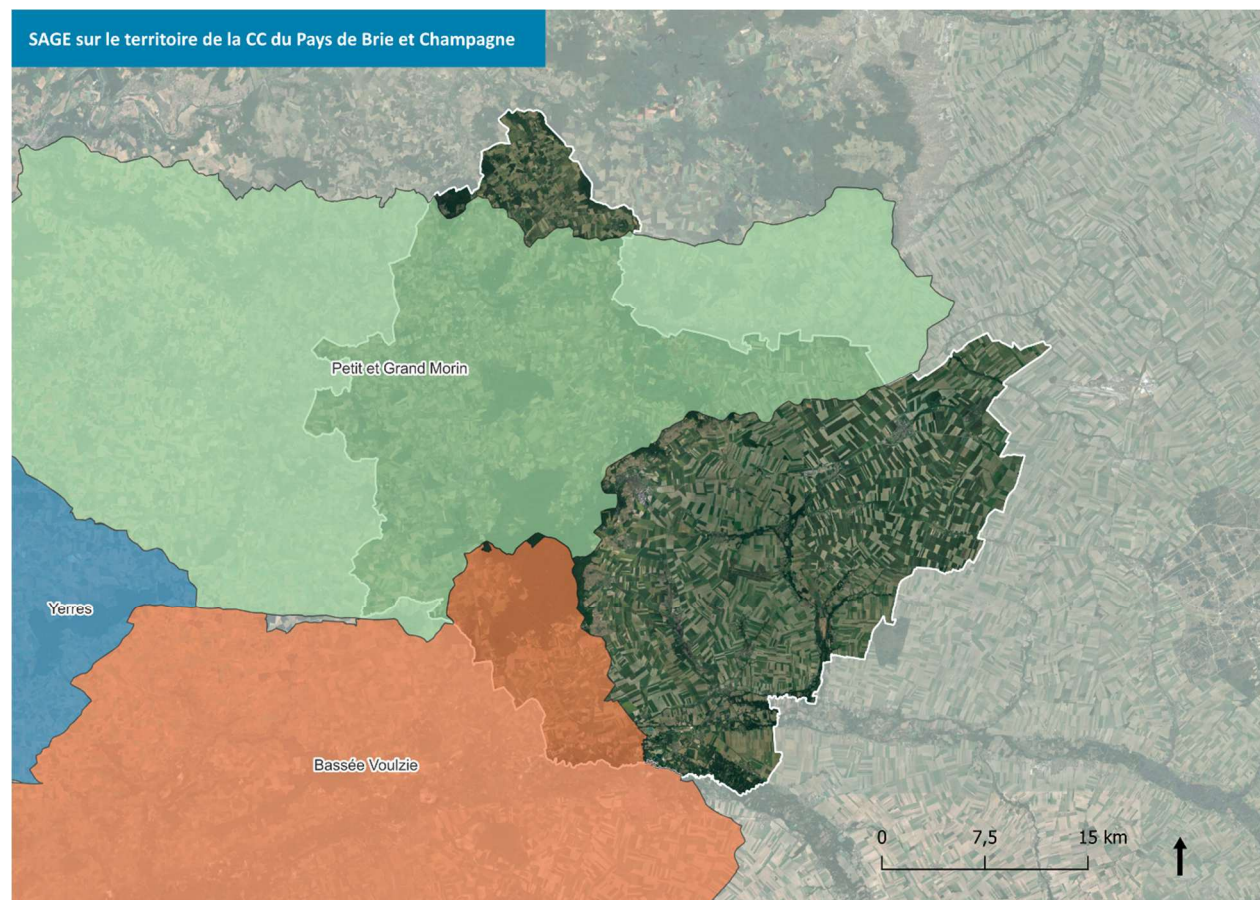 SAGE sur le territoire de la CC du Pays de Brie et Champagne
Petit et Grand Morin
Yerres
Bassée Voulzie
0 7,5 15 km